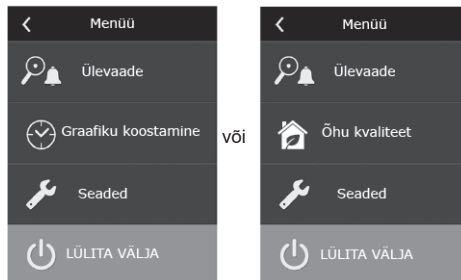 Menüü
Ülevaade
Graafiku koostamine
Seaded
LÜLITA VÄLJA
või
Menüü
Ülevaade
Õhu kvaliteet
Seaded
LÜLITA VÄLJA